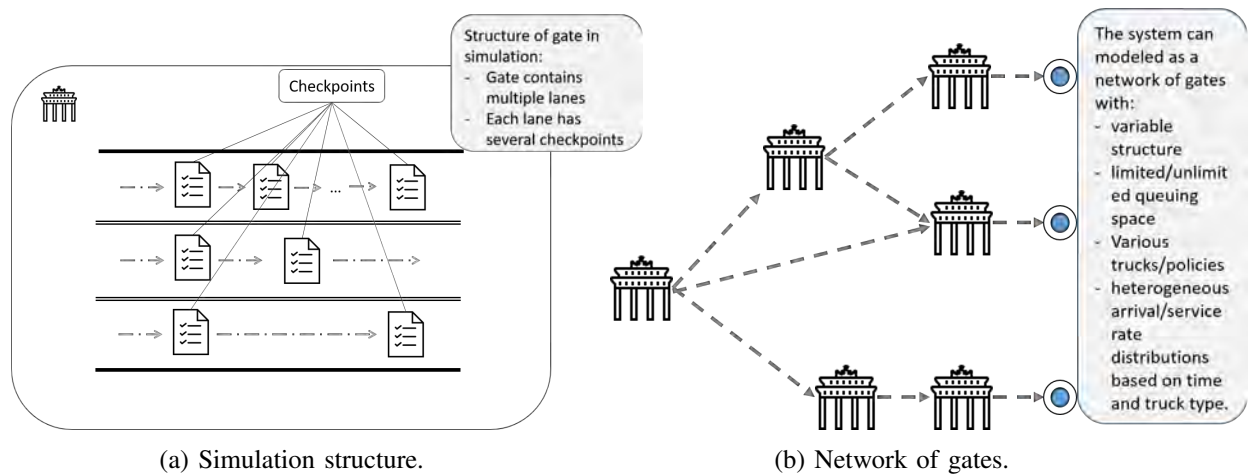 Structure of gate in
simulation:
- Gate contains
multiple lanes
- Each lane has
several checkpoints
Checkpoints
...
(a) Simulation structure.
The system can
modeled as a
network of gates
with:
- variable
structure
- limited/unlimit
ed queuing
space
- Various
trucks/policies
- heterogeneous
arrival/service
rate
distributions
based on time
and truck type.
(b) Network of gates.